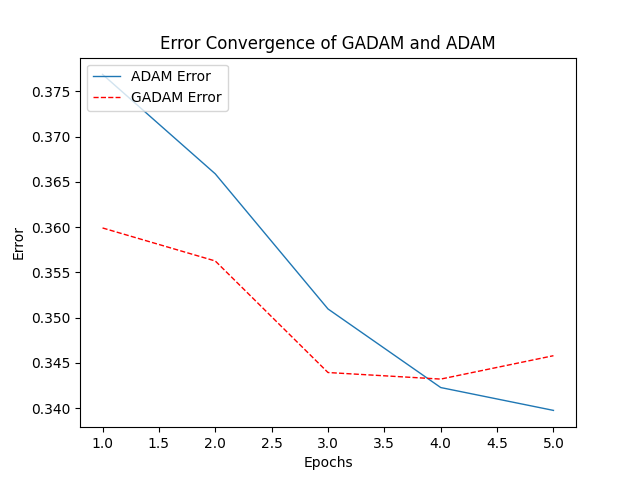 Error Convergence of GADAM and ADAM
ADAM Error
GADAM Error
0.375
0.370
0.365
0.360
0.355
0.350
0.345
0.340
Error
1.0 1.5 2.0 2.5 3.0 3.5 4.0 4.5 5.0
Epochs